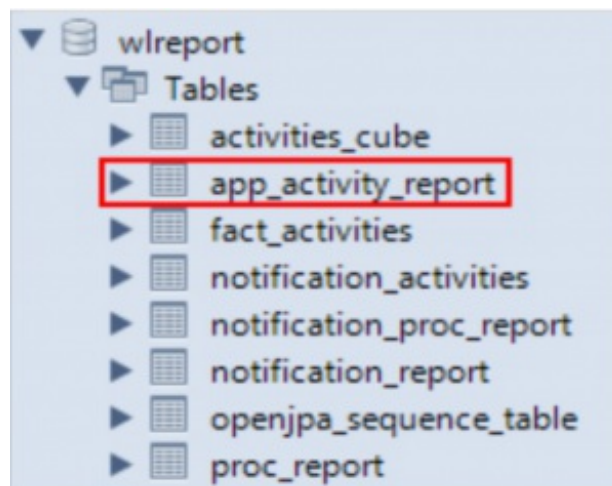 wlreport
Tables
activities_cube
app_activity_report
fact_activities
notification_activities
notification_proc_report
notification_report
openjpa_sequence_table
proc_report